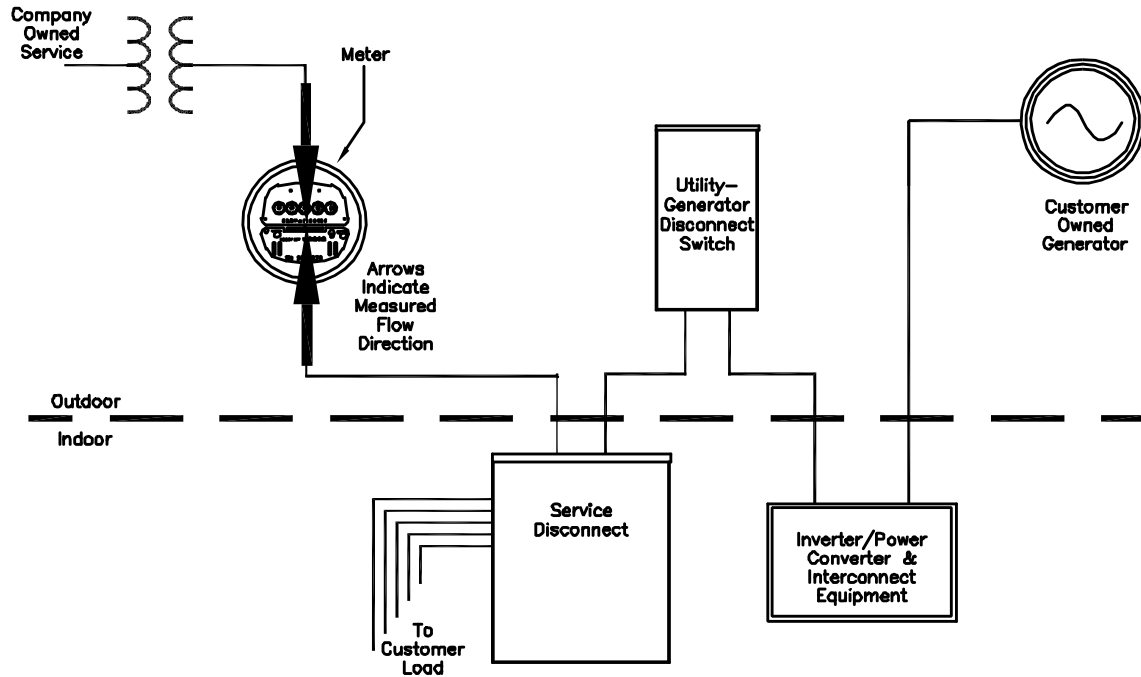 Company
Owned
Service
Meter
Arrows
Indicate
Measured
Flow
Direction
Utility-
Generator
Disconnect
Switch
Customer
Owned
Generator
Outdoor
Indoor
Service
Disconnect
Inverter/Power
Converter &
Interconnect
Equipment
To
Customer
Load